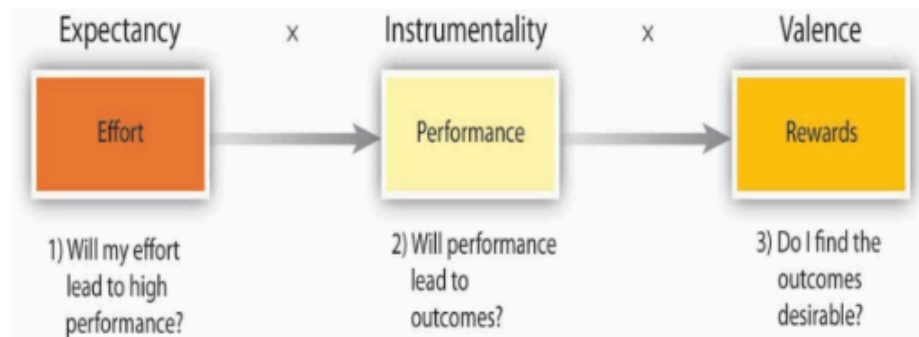 Expectancy x Instrumentality x Valence
Effort Performance Rewards
1) Will my effort
lead to high
performance?
2) Will performance
lead to
outcomes?
3) Do I find the
outcomes
desirable?